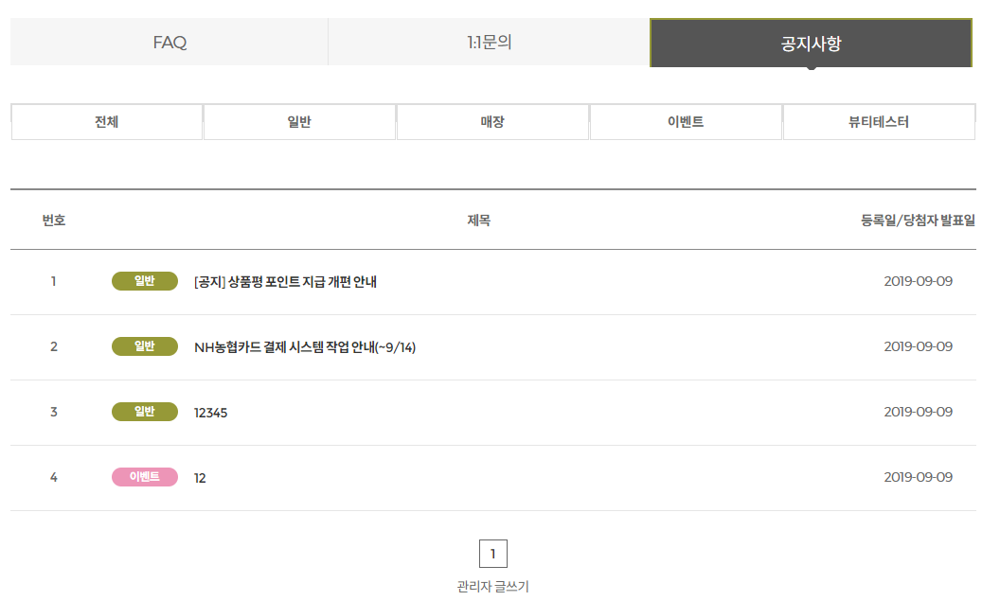 FAQ 1:1문의 공지사항
전체 일반 매장 이벤트 뷰티테스터
번호 제목 등록일/당첨자 발표일
1 일반 [공지] 상품평 포인트 지급 개편 안내 2019-09-09
2 일반 NH농협카드 결제 시스템 작업 안내(~9/14) 2019-09-09
3 일반 12345 2019-09-09
4 이벤트 12 2019-09-09
1
관리자 글쓰기